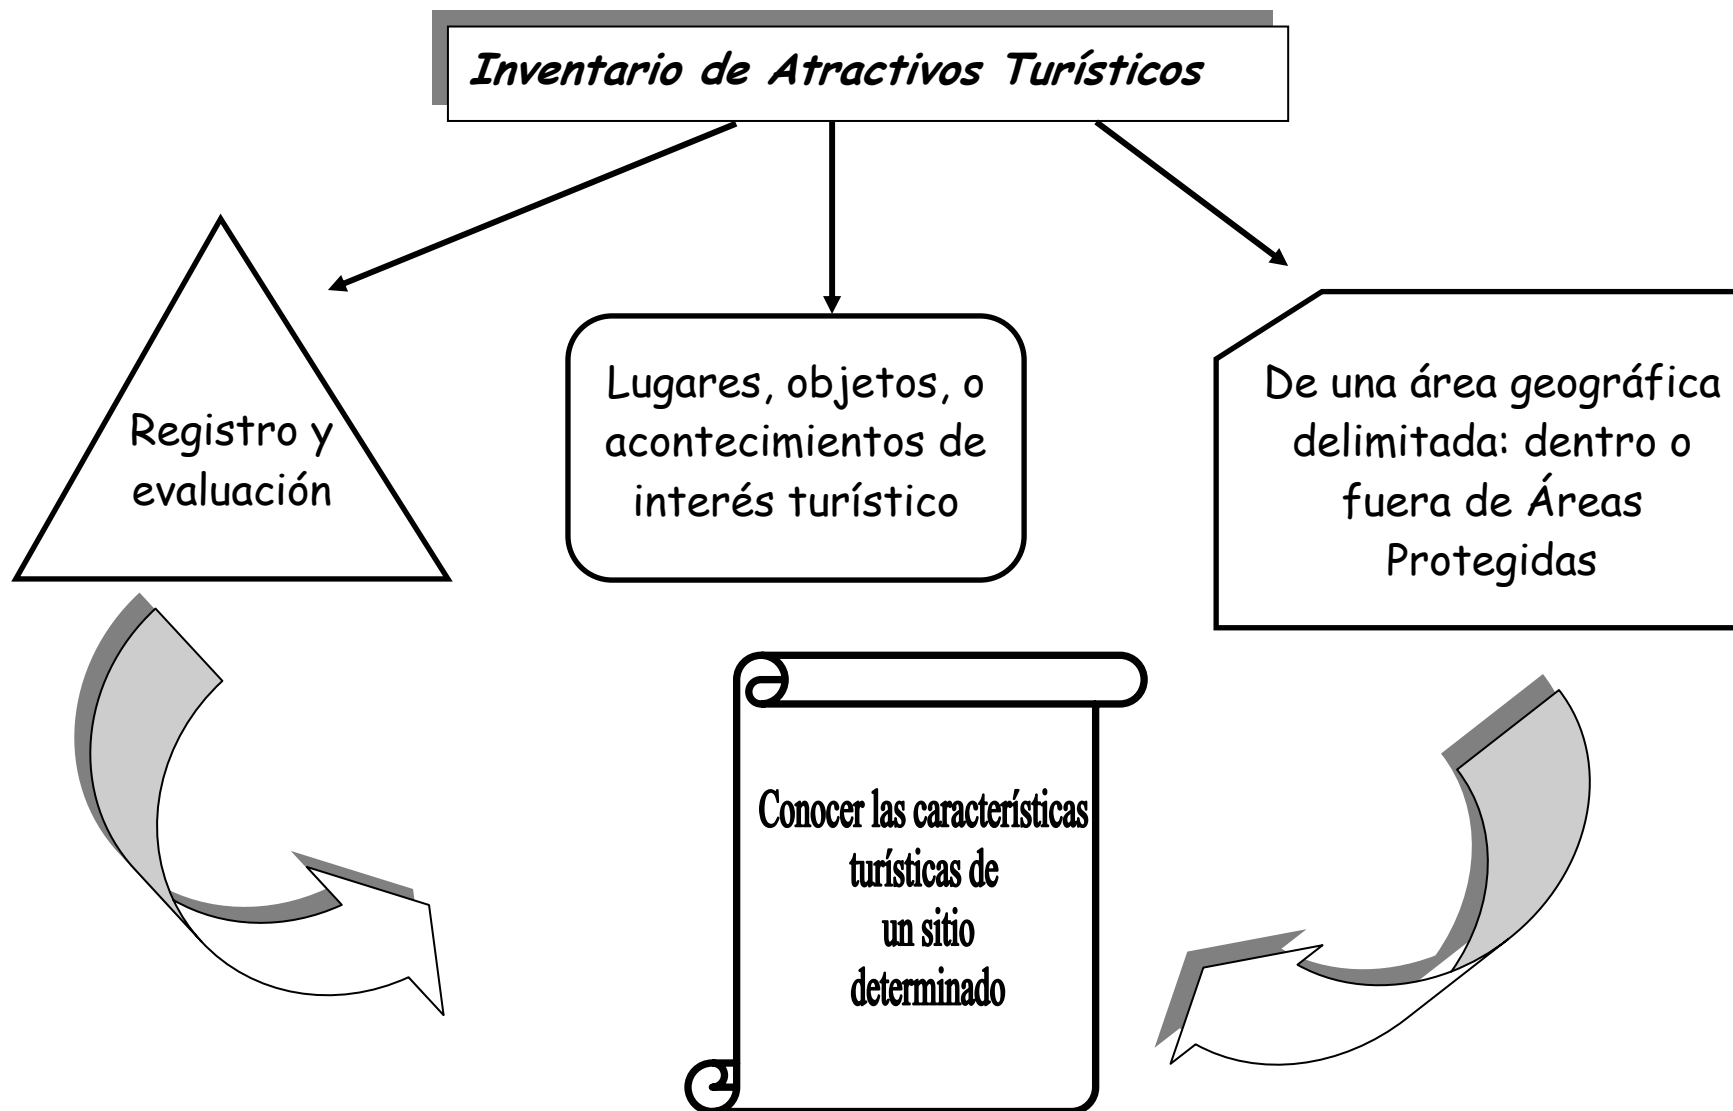 Inventario de Atractivos Turísticos
Registro y
evaluación
Lugares, objetos, o
acontecimientos de
interés turístico
De una área geográfica
delimitada: dentro o
fuera de Áreas
Protegidas
Conocer las características
turísticas de
un sitio
determinado